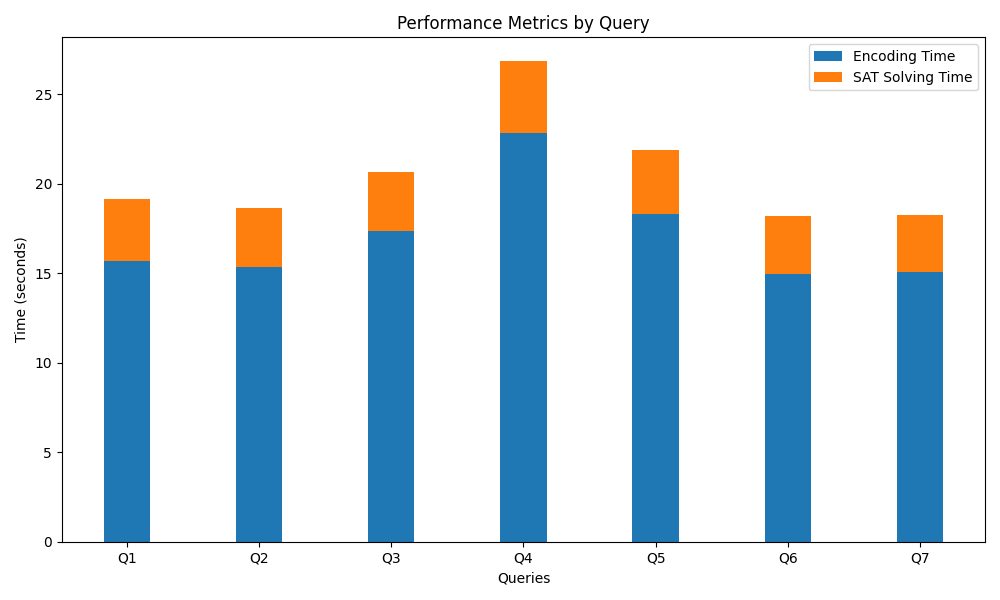 Performance Metrics by Query
Encoding Time
SAT Solving Time
Time (seconds)
25
20
15
10
5
0
Q1 Q2 Q3 Q4 Q5 Q6 Q7
Queries